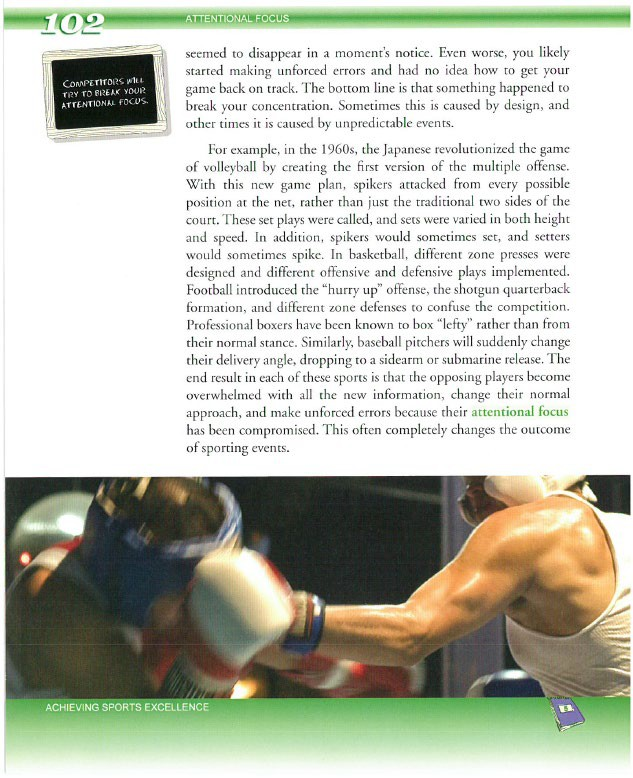 102
ATTENTIONAL FOCUS
COMPETITORS WILL
TRY TO BREAK YOUR
ATTENTIONAL FOCUS.
seemed to disappear in a moment's notice. Even worse, you likely
started making unforced errors and had no idea how to get your
game back on track. The bottom line is that something happened to
break your concentration. Sometimes this is caused by design, and
other times it is caused by unpredictable events.
For example, in the 1960s, the Japanese revolutionized the game
of volleyball by creating the first version of the multiple offense.
With this new game plan, spikers attacked from every possible
position at the net, rather than just the traditional two sides of the
court. These set plays were called, and sets were varied in both height
and speed. In addition, spikers would sometimes set, and setters
would sometimes spike. In basketball, different zone presses were
designed and different offensive and defensive plays implemented.
Football introduced the “hurry up” offense, the shotgun quarterback
formation, and different zone defenses to confuse the competition.
Professional boxers have been known to box “lefty” rather than from
their normal stance. Similarly, baseball pitchers will suddenly change
their delivery angle, dropping to a sidearm or submarine release. The
end result in each of these sports is that the opposing players become
overwhelmed with all the new information, change their normal
approach, and make unforced errors because their attentional focus
has been compromised. This often completely changes the outcome
of sporting events.
ACHIEVING SPORTS EXCELLENCE
5